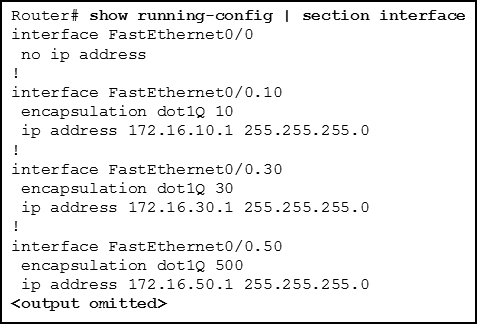 Router# show running-config | section interface
interface FastEthernet0/0
no ip address
!
interface FastEthernet0/0.10
encapsulation dot1Q 10
ip address 172.16.10.1 255.255.255.0
!
interface FastEthernet0/0.30
encapsulation dot1Q 30
ip address 172.16.30.1 255.255.255.0
!
interface FastEthernet0/0.50
encapsulation dot1Q 500
ip address 172.16.50.1 255.255.255.0
<output omitted>